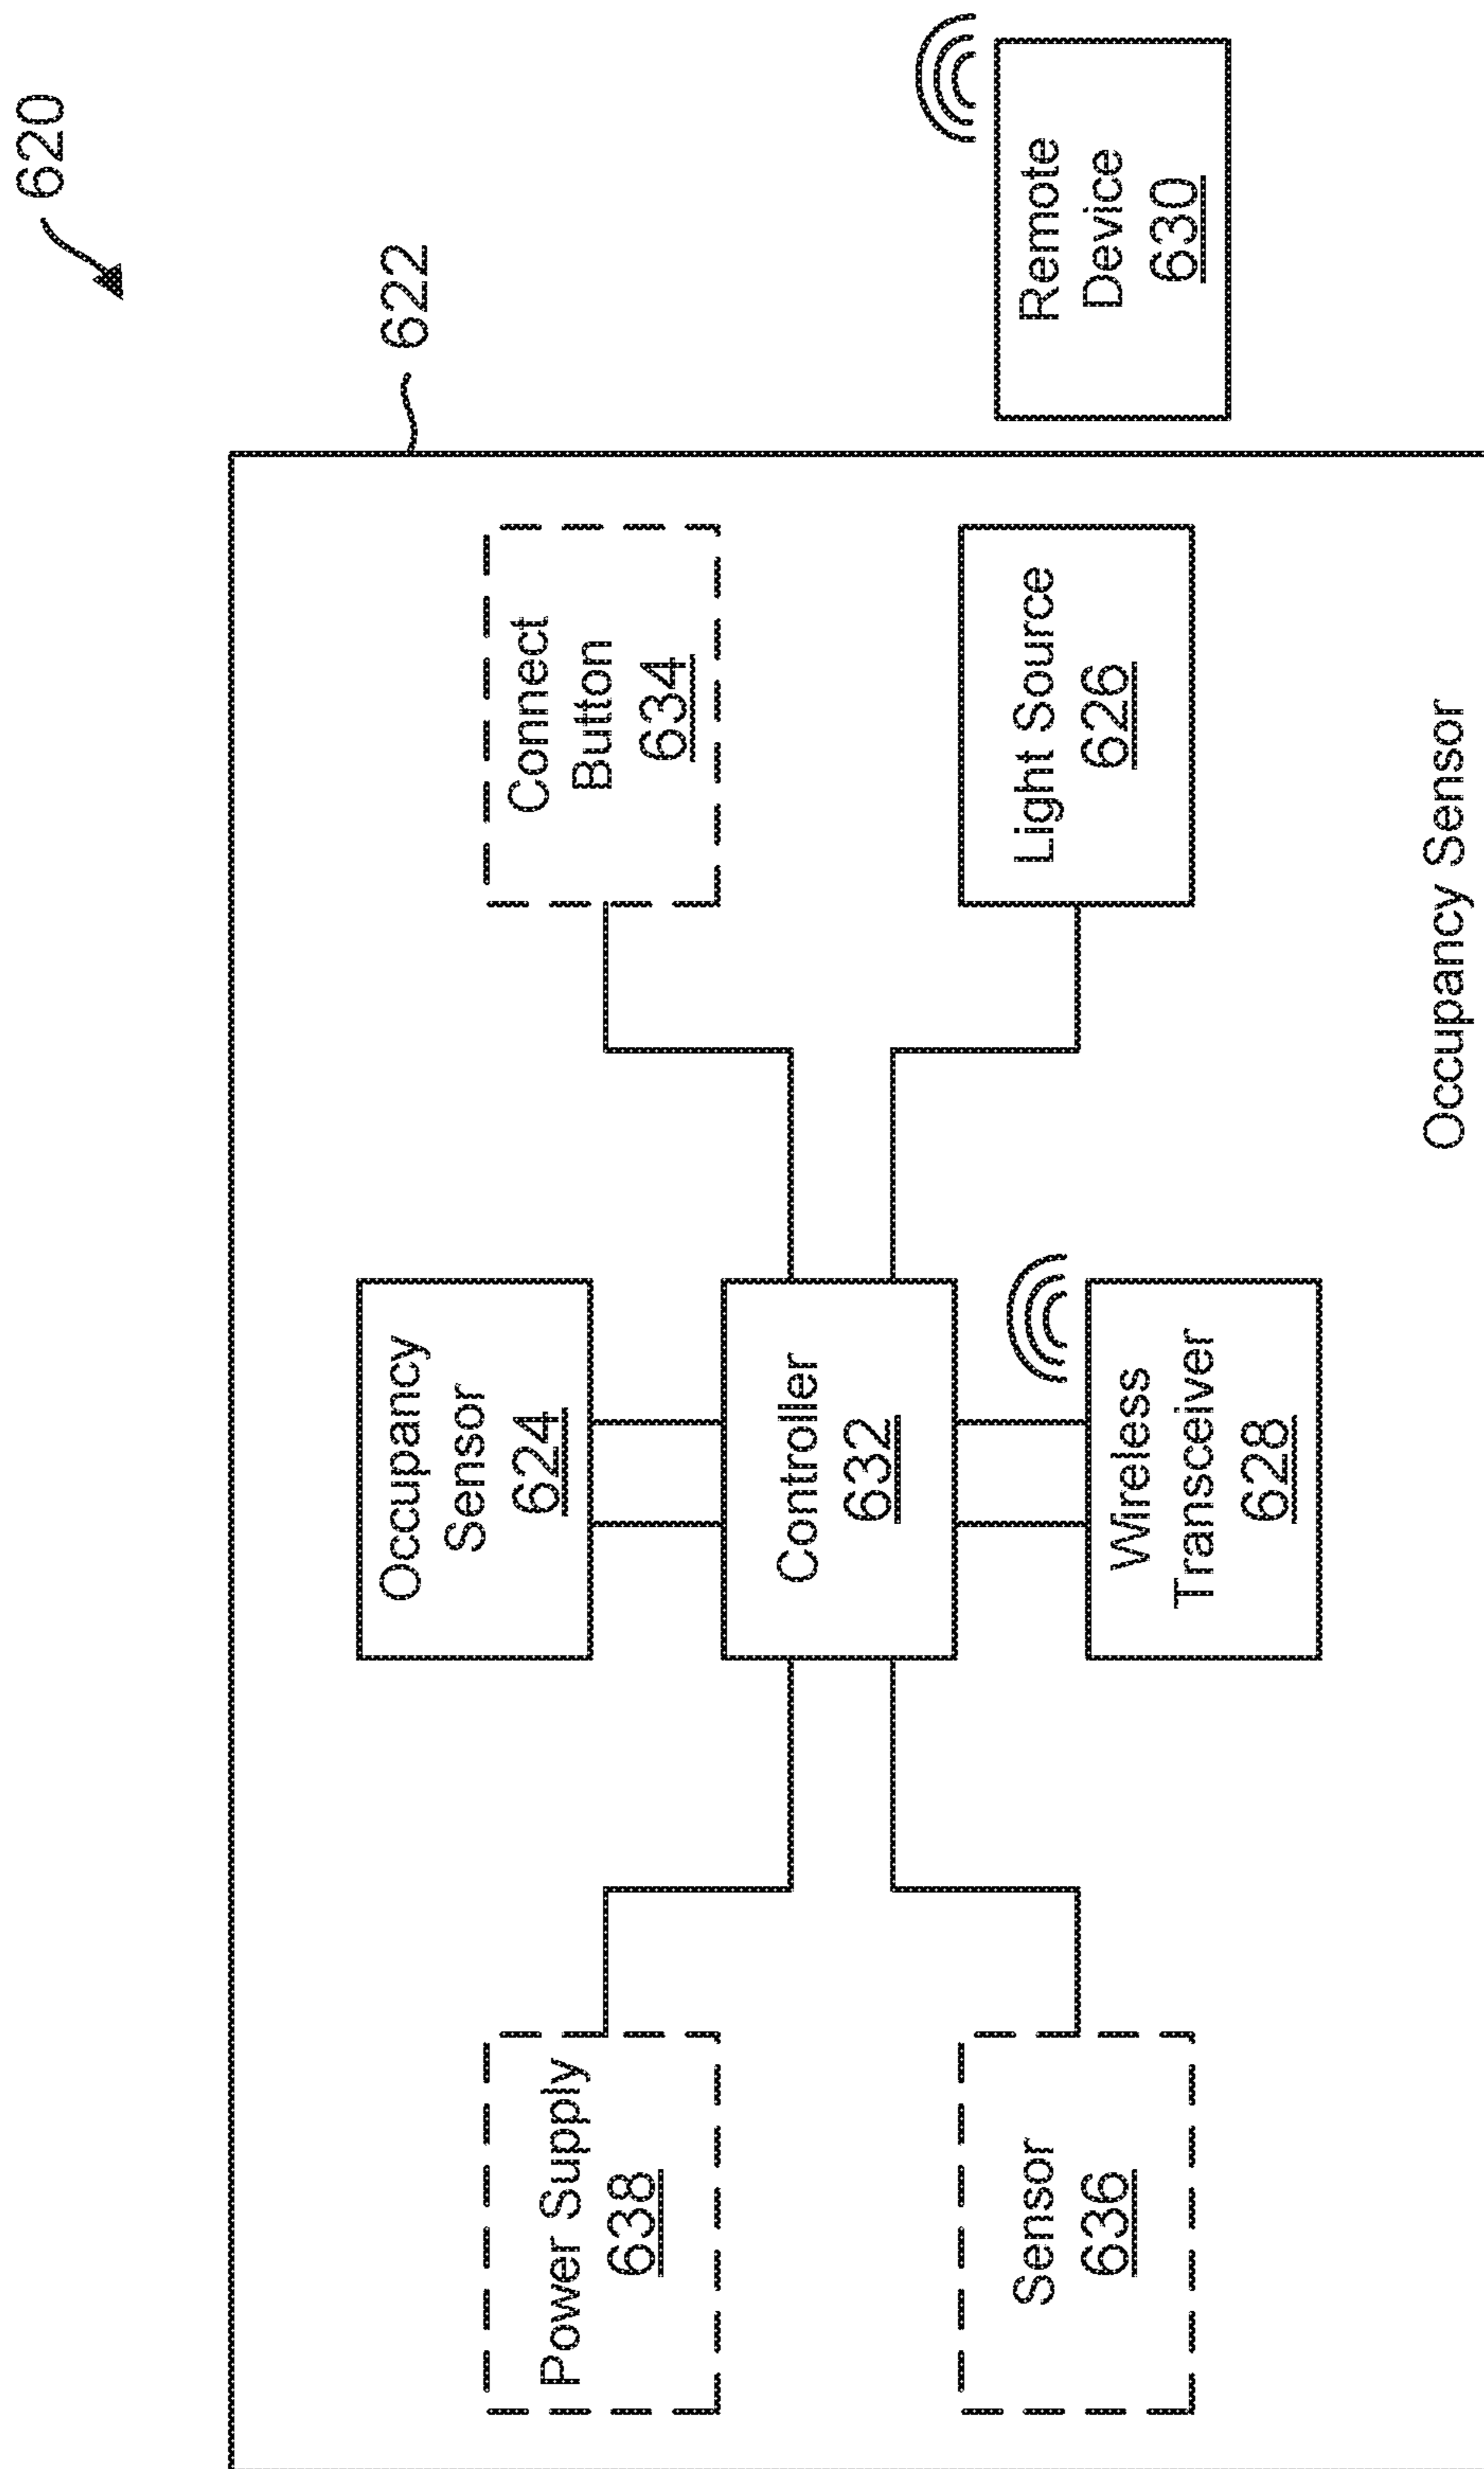 620
622
Occupancy
Sensor
624
Power Supply
638
Connect
Button
634
Controller
632
Sensor
636
Light Source
626
Remote
Device
630
Wireless
Transceiver
628
Occupancy Sensor